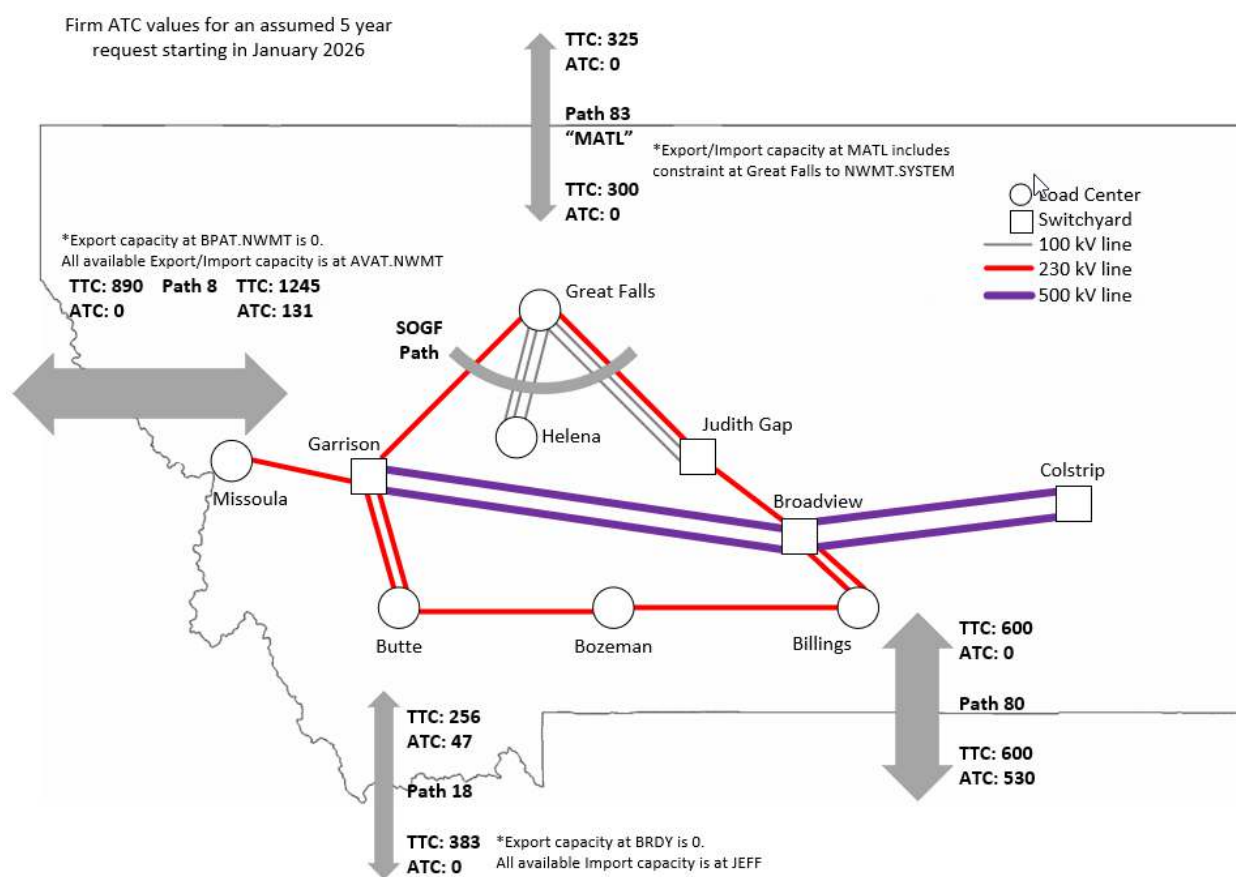 Firm ATC values for an assumed 5 year
request starting in January 2026
TTC: 325
ATC: 0
Path 83
“MATL”
*Export/Import capacity at MATL includes
constraint at Great Falls to NWMT.SYSTEM
TTC: 300
ATC: 0
Load Center
Switchyard
100 kV line
230 kV line
500 kV line
*Export capacity at BPAT.NWMT is 0.
All available Export/Import capacity is at AVAT.NWMT
TTC: 890 Path 8 TTC: 1245
ATC: 0 ATC: 131
Great Falls
SOGF
Path
Helena
Judith Gap
Garrison
Missoula
Broadview
Colstrip
Butte
Bozeman
Billings
TTC: 600
ATC: 0
Path 80
TTC: 600
ATC: 530
TTC: 256
ATC: 47
Path 18
TTC: 383
ATC: 0
*Export capacity at BRDY is 0.
All available Import capacity is at JEFF